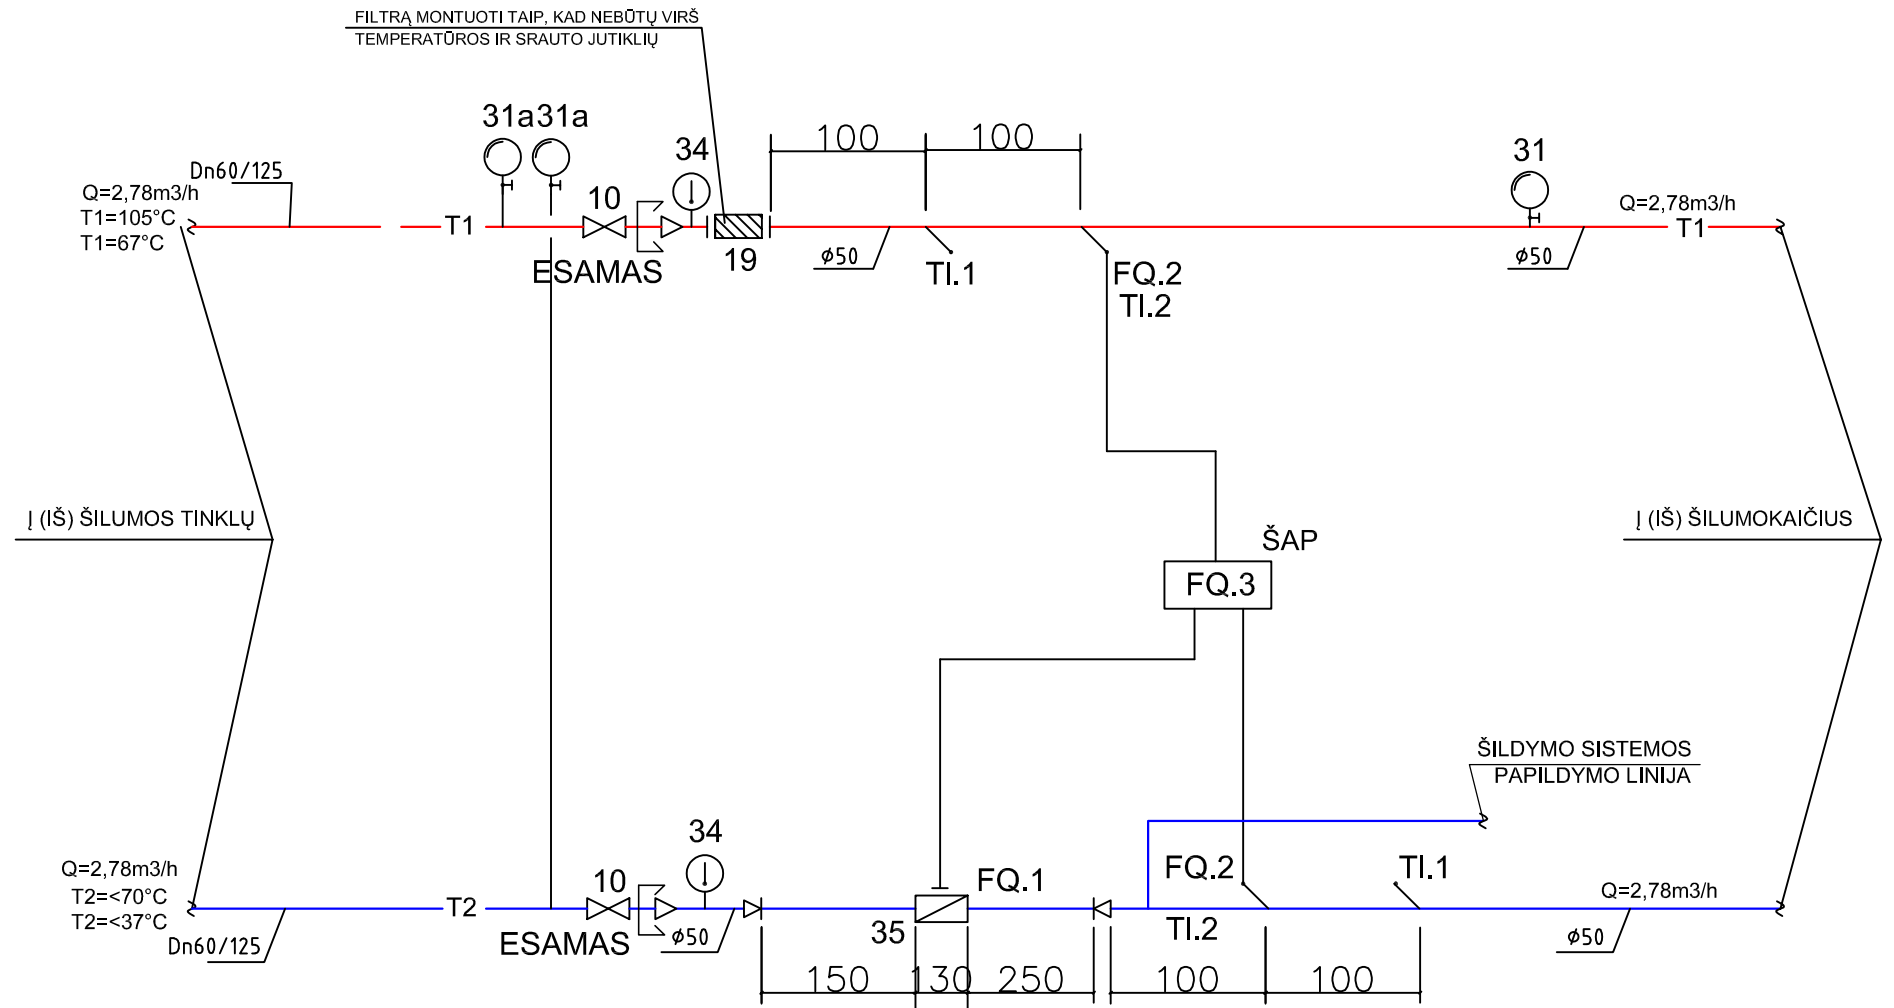 FILTRĄ MONTUOTI TAIP, KAD NEBŪTŲ VIRŠ
TEMPERATŪROS IR SRAUTO JUTIKLIŲ
31a 31a
34
100
100
31
Dn60/125
10
Q=2,78m3/h
T1=105°C
T1=67°C
T1
ESAMAS
19
ϕ50
TI.1
FQ.2
TI.2
ϕ50
Q=2,78m3/h
T1
Į (IŠ) ŠILUMOS TINKLŲ
Į (IŠ) ŠILUMOKAIČIUS
ŠAP
FQ.3
ŠILDYMO SISTEMOS
PAPILDYMO LINIJA
34
Q=2,78m3/h
T2=<70°C
T2=<37°C
Dn60/125
T2
10
ESAMAS
ϕ50
35
FQ.1
FQ.2
TI.2
TI.1
Q=2,78m3/h
ϕ50
150
130
250
100
100